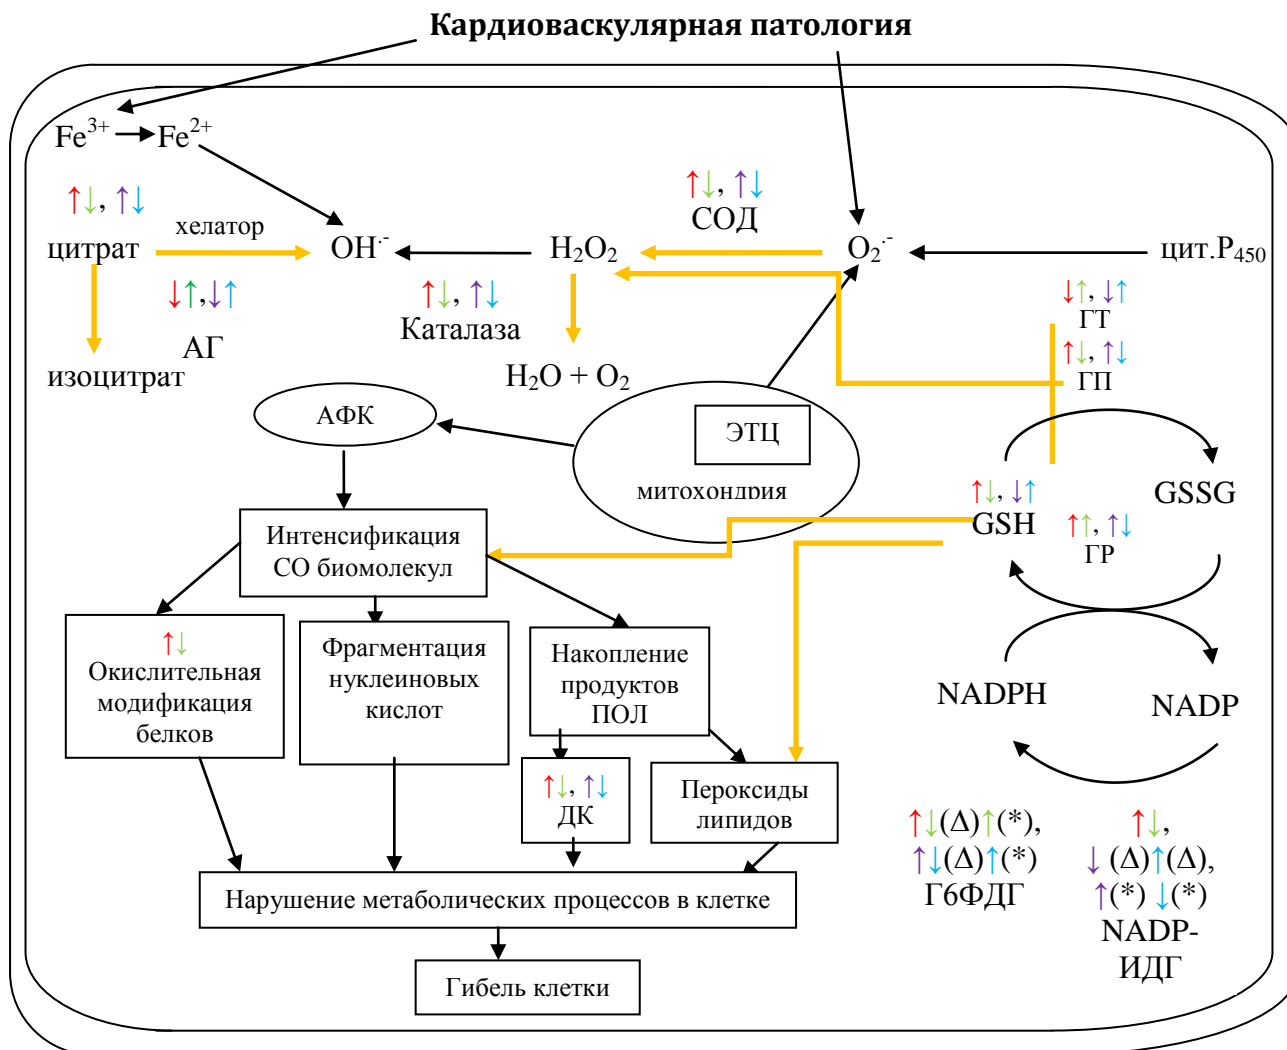 Кардиоваскулярная патология
Fe³⁺ Fe²⁺
↑↓, ↑↓
цитрат
хелатор
OH·⁻
H₂O₂
↑↓, ↑↓
СОД
O₂·⁻
цит.P₄₅₀
↓↑,↓↑
АГ
изоцитрат
↑↓, ↑↓
Каталаза
H₂O + O₂
↓↑, ↓↑
ГТ
↑↓, ↑↓
ГП
АФК
ЭТЦ
митохондрия
↑↓, ↓↑
GSH
GSSG
↑↑, ↑↓
ГР
Интенсификация
СО биомолекул
↑↓
Окислительная
модификация
белков
Фрагментация
нуклеиновых
кислот
Накопление
продуктов
ПОЛ
NADPH
NADP
↑↓, ↑↓
ДК
Пероксиды
липидов
↑↓(Δ)↑(*),
↑↓(Δ)↑(*)
Г6ФДГ
↑↓,
↓ (Δ)↑(Δ),
↑(*) ↓(*)
NADP-
ИДГ
Нарушение метаболических процессов в клетке
Гибель клетки